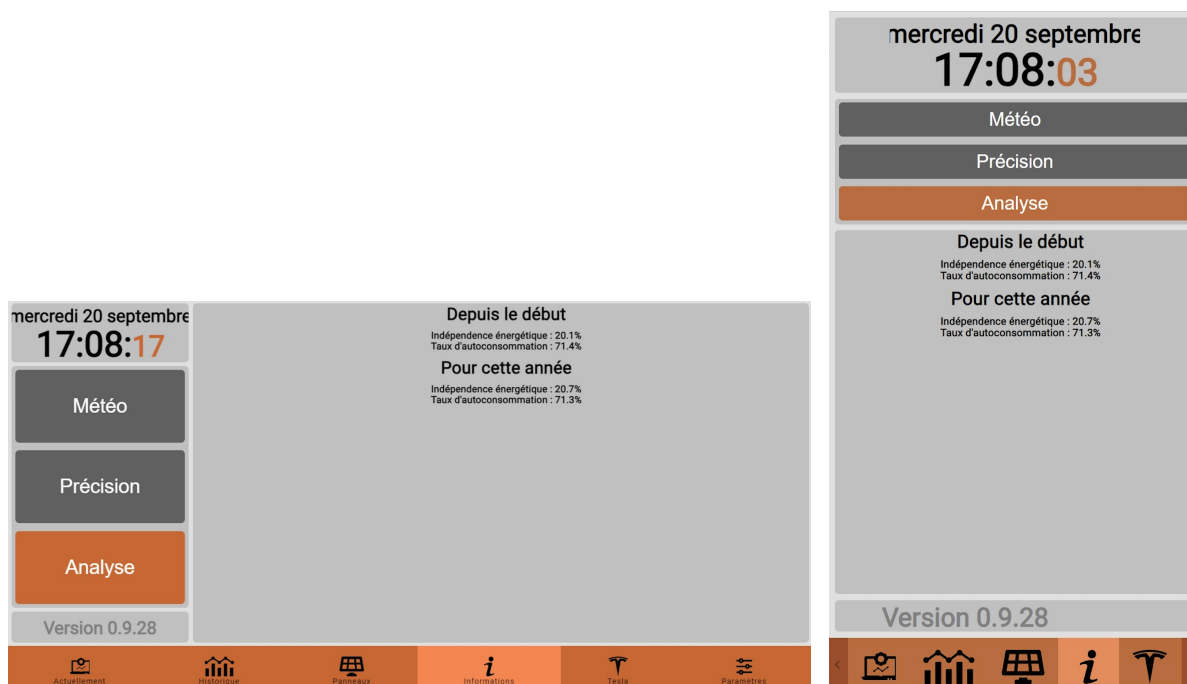 mercredi 20 septembre
17:08:17
Météo
Précision
Analyse
Version 0.9.28
Depuis le début
Indépendence énergétique : 20.1%
Taux d'autoconsommation : 71.4%
Pour cette année
Indépendence énergétique : 20.7%
Taux d'autoconsommation : 71.3%
Actuellement
Historique
Panneaux
Informations
Tesla
Paramètres
mercredi 20 septembre
17:08:03
Météo
Précision
Analyse
Depuis le début
Indépendence énergétique : 20.1%
Taux d'autoconsommation : 71.4%
Pour cette année
Indépendence énergétique : 20.7%
Taux d'autoconsommation : 71.3%
Version 0.9.28